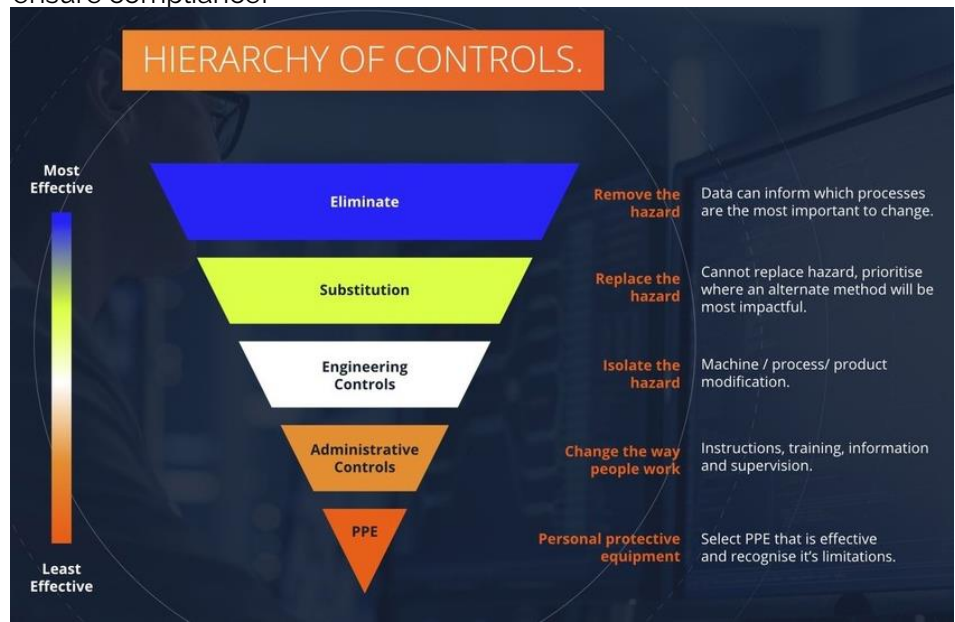 ensure compliance.
HIERARCHY OF CONTROLS.
Most
Effective
Eliminate
Remove the
hazard
Data can inform which processes
are the most important to change.
Substitution
Replace the
hazard
Cannot replace hazard, prioritise
where an alternate method will be
most impactful.
Engineering
Controls
Isolate the
hazard
Machine / process/ product
modification.
Administrative
Controls
Change the way
people work
Instructions, training, information
and supervision.
PPE
Personal protective
equipment
Select PPE that is effective
and recognise it's limitations.
Least
Effective